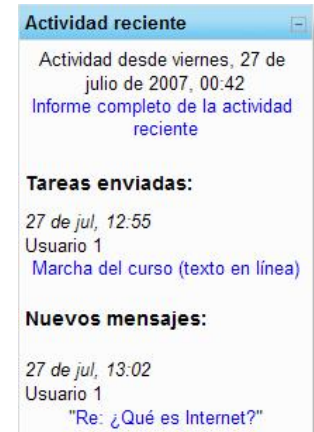 Actividad reciente
Actividad desde viernes, 27 de
julio de 2007, 00:42
Informe completo de la actividad
reciente
Tareas enviadas:
27 de jul, 12:55
Usuario 1
Marcha del curso (texto en línea)
Nuevos mensajes:
27 de jul, 13:02
Usuario 1
"Re: ¿Qué es Internet?"